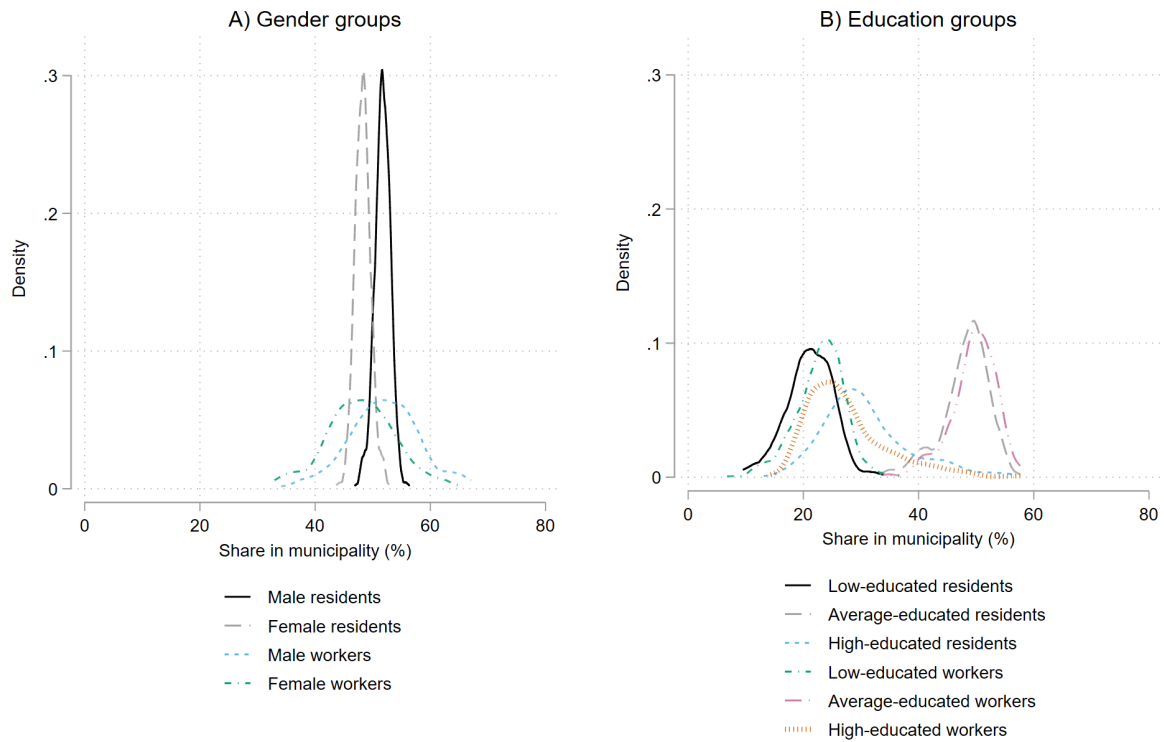 A) Gender groups
.3
.2
.1
0
Density
0 20 40 60 80
Share in municipality (%)
Male residents
Female residents
Male workers
Female workers
B) Education groups
.3
.2
.1
0
Density
0 20 40 60 80
Share in municipality (%)
Low-educated residents
Average-educated residents
High-educated residents
Low-educated workers
Average-educated workers
High-educated workers